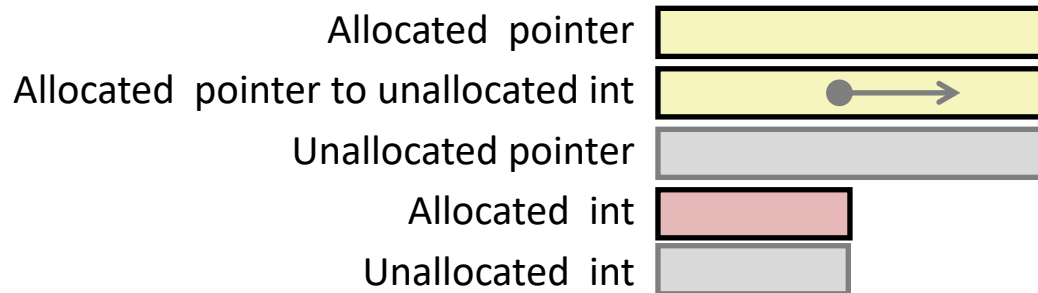 Allocated pointer
Allocated pointer to unallocated int
Unallocated pointer
Allocated int
Unallocated int